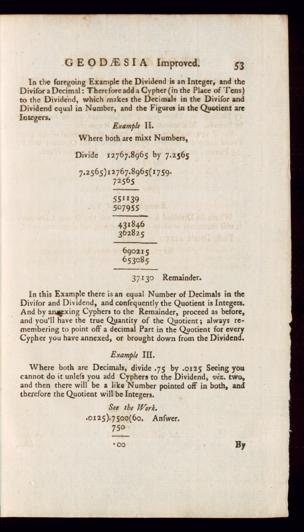 GEODÆSIA Improved. 53
In the foregoing Example the Dividend is an Integer, and the
Divisor a Decimal: Therefore add a Cypher (in the Place of Tens)
to the Dividend, which makes the Decimals in the Divisor and
Dividend equal in Number, and the Figures in the Quotient are
Integers.
Example II.
Where both are mixt Numbers,
Divide 12767.8965 by 7.2565
7.2565)12767.8965(1759.
72565
551139
507955
431846
362825
690215
653085
37130 Remainder.
In this Example there is an equal Number of Decimals in the
Divisor and Dividend, and consequently the Quotient is Integers.
And by annexing Cyphers to the Remainder, proceed as before,
and you'll have the true Quantity of the Quotient; always re-
membering to point off a decimal Part in the Quotient for every
Cypher you have annexed, or brought down from the Dividend.
Example III.
Where both are Decimals, divide .75 by .0125 Seeing you
cannot do it unless you add Cyphers to the Dividend, viz. two,
and then there will be a like Number pointed off in both, and
therefore the Quotient will be Integers.
See the Work.
.0125).7500(60. Answer.
750
.00
By